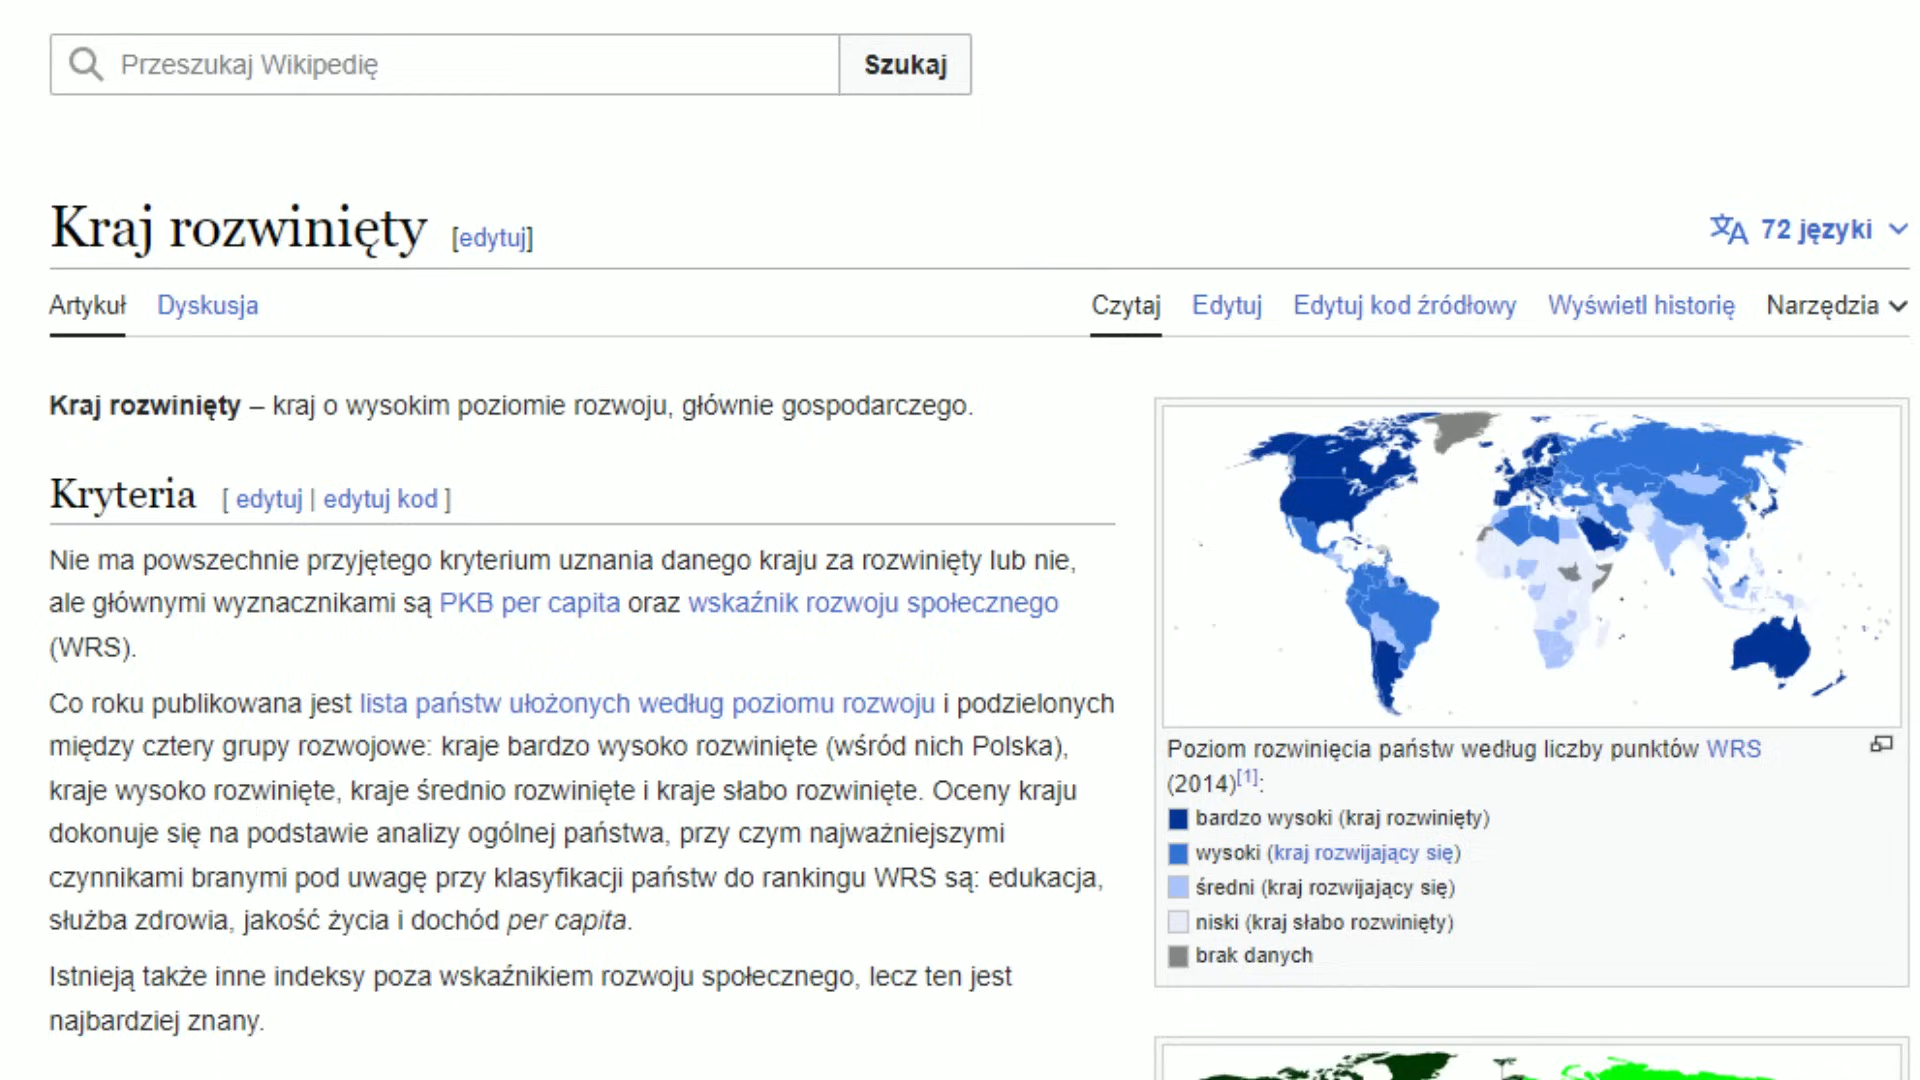 Przeszukaj Wikipedię
Szukaj
Kraj rozwinięty [edytuj]
72 języki
Artykuł Dyskusja
Czytaj Edytuj Edytuj kod źródłowy Wyświetl historię Narzędzia
Kraj rozwinięty – kraj o wysokim poziomie rozwoju, głównie gospodarczego.
Kryteria [ edytuj | edytuj kod ]
Nie ma powszechnie przyjętego kryterium uznania danego kraju za rozwinięty lub nie,
ale głównymi wyznacznikami są PKB per capita oraz wskaźnik rozwoju społecznego
(WRS).
Co roku publikowana jest lista państw ułożonych według poziomu rozwoju i podzielonych
między cztery grupy rozwojowe: kraje bardzo wysoko rozwinięte (wśród nich Polska),
kraje wysoko rozwinięte, kraje średnio rozwinięte i kraje słabo rozwinięte. Oceny kraju
dokonuje się na podstawie analizy ogólnej państwa, przy czym najważniejszymi
czynnikami branymi pod uwagę przy klasyfikacji państw do rankingu WRS są: edukacja,
służba zdrowia, jakość życia i dochód per capita.
Istnieją także inne indeksy poza wskaźnikiem rozwoju społecznego, lecz ten jest
najbardziej znany.
Poziom rozwinięcia państw według liczby punktów WRS
(2014)[1]:
bardzo wysoki (kraj rozwinięty)
wysoki (kraj rozwijający się)
średni (kraj rozwijający się)
niski (kraj słabo rozwinięty)
brak danych